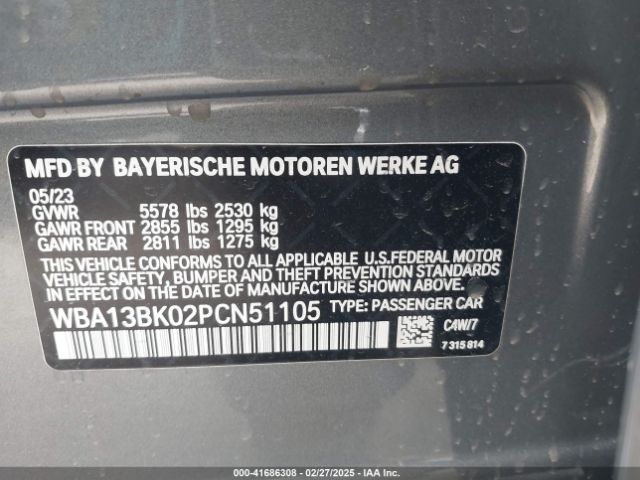 MFD BY BAYERISCHE MOTOREN WERKE AG
05/23
GVWR 5578 lbs 2530 kg
GAWR FRONT 2855 lbs 1295 kg
GAWR REAR 2811 lbs 1275 kg
THIS VEHICLE CONFORMS TO ALL APPLICABLE U.S.FEDERAL MOTOR
VEHICLE SAFETY, BUMPER AND THEFT PREVENTION STANDARDS
IN EFFECT ON THE DATE OF MANUFACTURE SHOWN ABOVE.
WBA13BK02PCN51105 TYPE: PASSENGER CAR
C4W/7
7 315 814
000-41686308 - 02/27/2025 - IAA Inc.